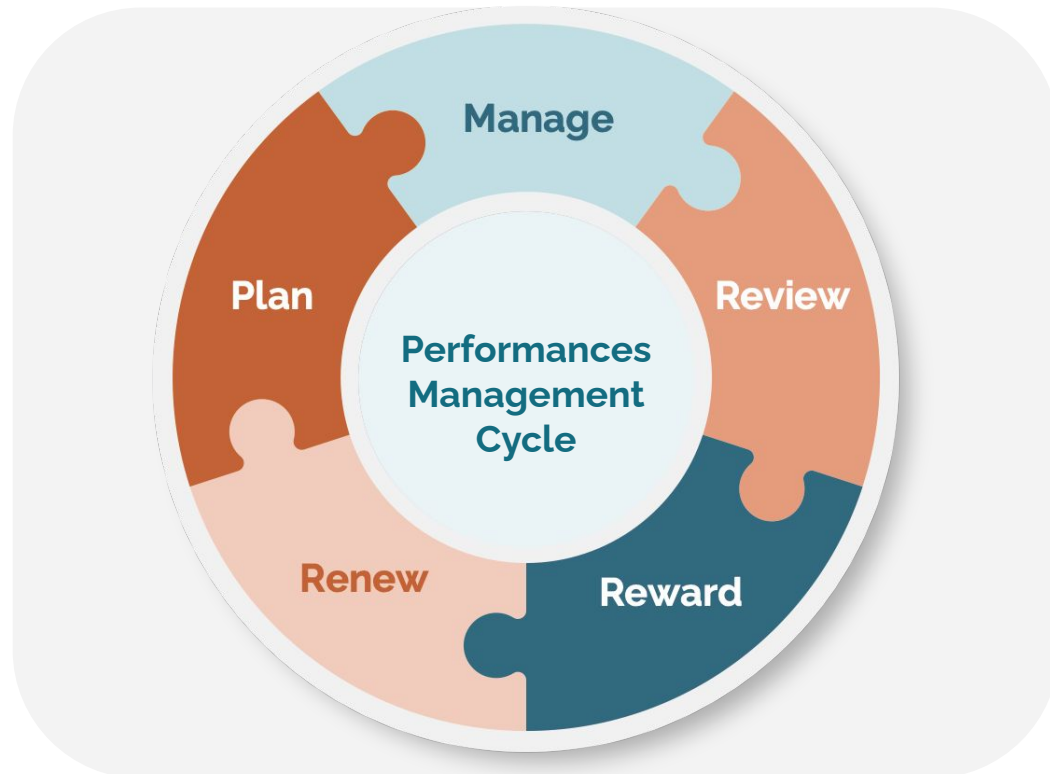 Manage
Plan
Review
Performances
Management
Cycle
Renew
Reward